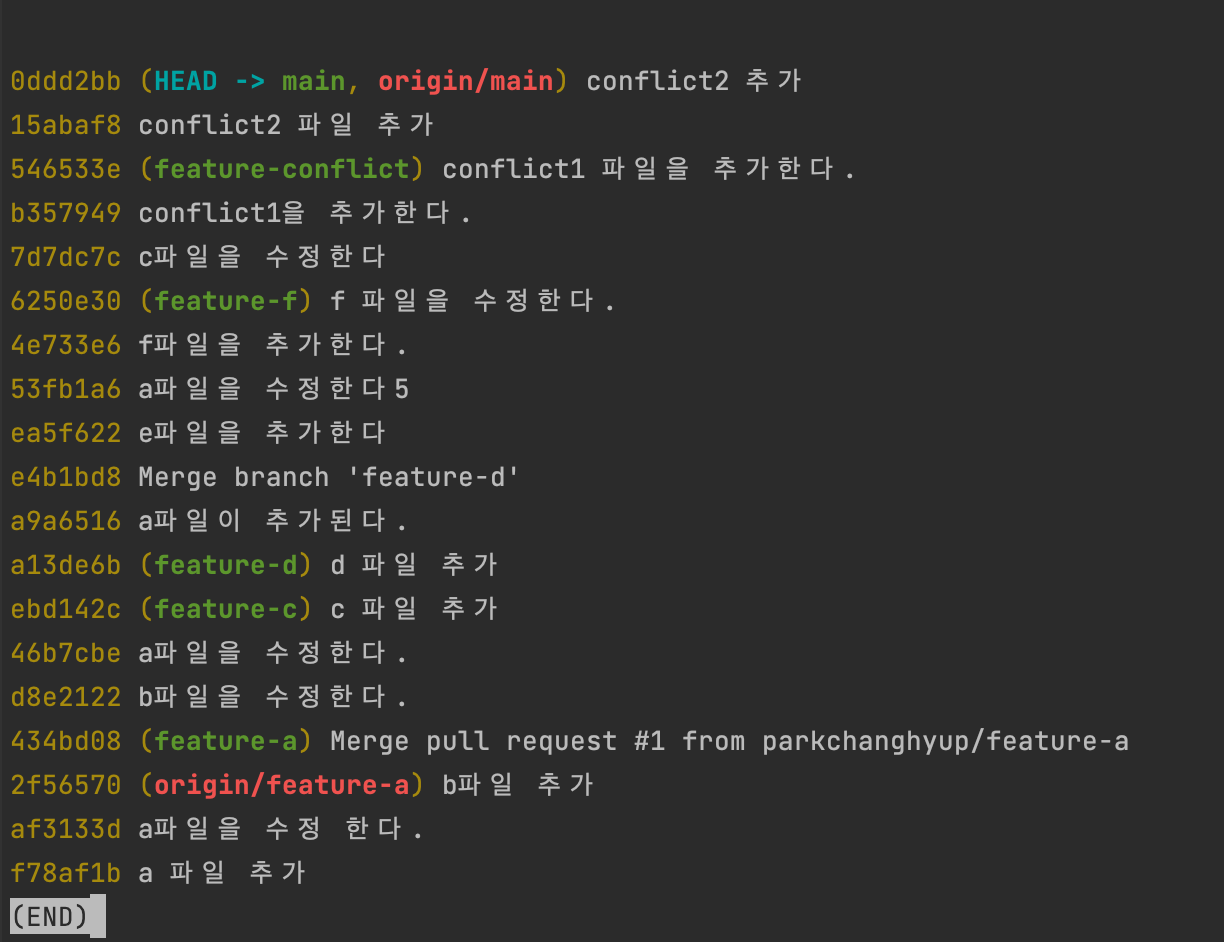 0ddd2bb (HEAD -> main, origin/main) conflict2 추가
15abaf8 conflict2 파일 추가
546533e (feature-conflict) conflict1 파일을 추가한다.
b357949 conflict1을 추가한다.
7d7dc7c c파일을 수정한다
6250e30 (feature-f) f 파일을 수정한다.
4e733e6 f파일을 추가한다.
53fb1a6 a파일을 수정한다5
ea5f622 e파일을 추가한다
e4b1bd8 Merge branch 'feature-d'
a9a6516 a파일이 추가된다.
a13de6b (feature-d) d 파일 추가
ebd142c (feature-c) c 파일 추가
46b7cbe a파일을 수정한다.
d8e2122 b파일을 수정한다.
434bd08 (feature-a) Merge pull request #1 from parkchanghyup/feature-a
2f56570 (origin/feature-a) b파일 추가
af3133d a파일을 수정 한다.
f78af1b a 파일 추가
(END)